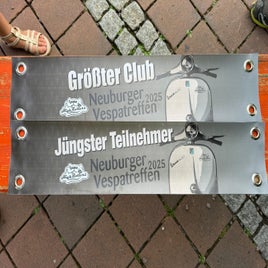 Größter Club
Neuburger 2025
Vespatreffen
Jüngster Teilnehmer
Neuburger 2025
Vespatreffen